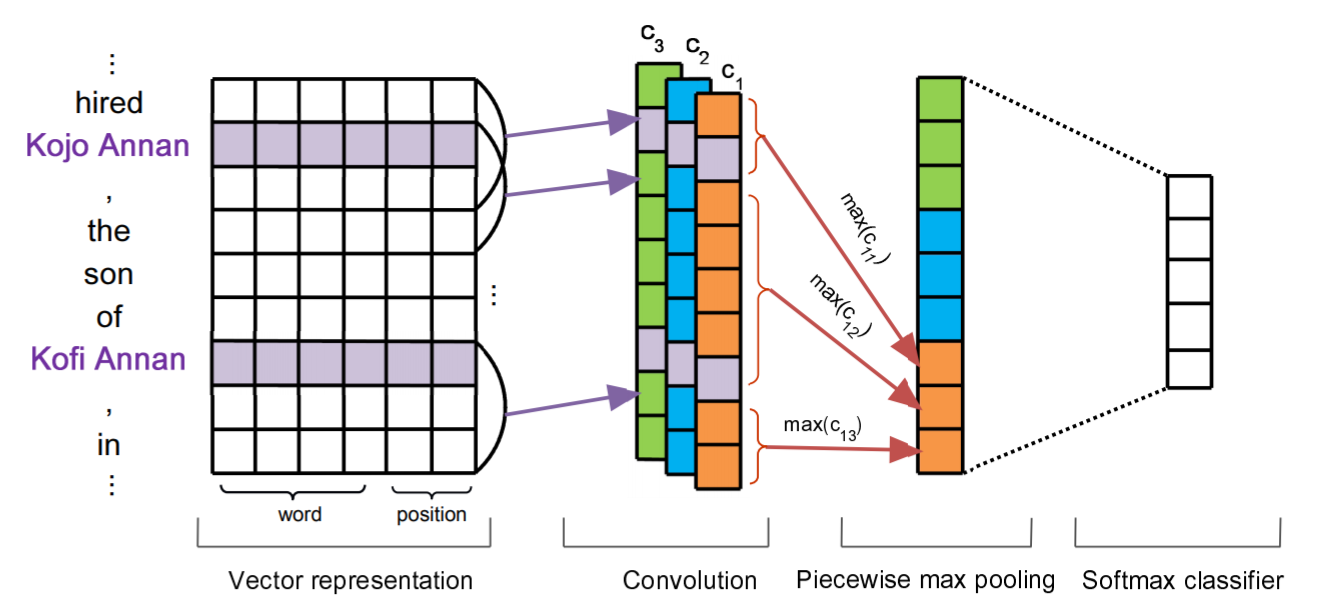 ⋮
hired
Kojo Annan
,
the
son
of
Kofi Annan
,
in
⋮
⋮
word
position
c3
c2
c1
max(c11)
max(c12)
max(c13)
Vector representation
Convolution
Piecewise max pooling
Softmax classifier